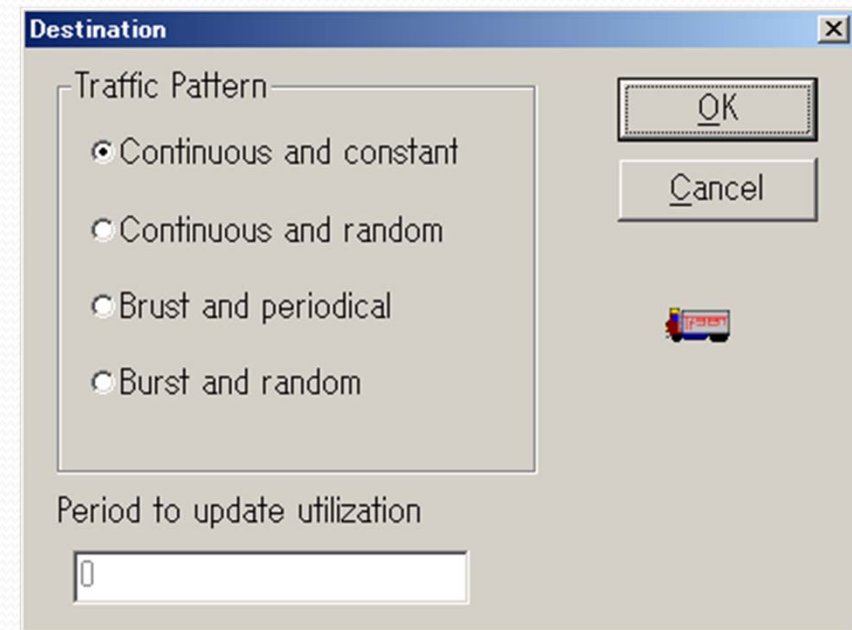 Destination
Traffic Pattern
Continuous and constant
Continuous and random
Brust and periodical
Burst and random
OK
Cancel
Period to update utilization
0